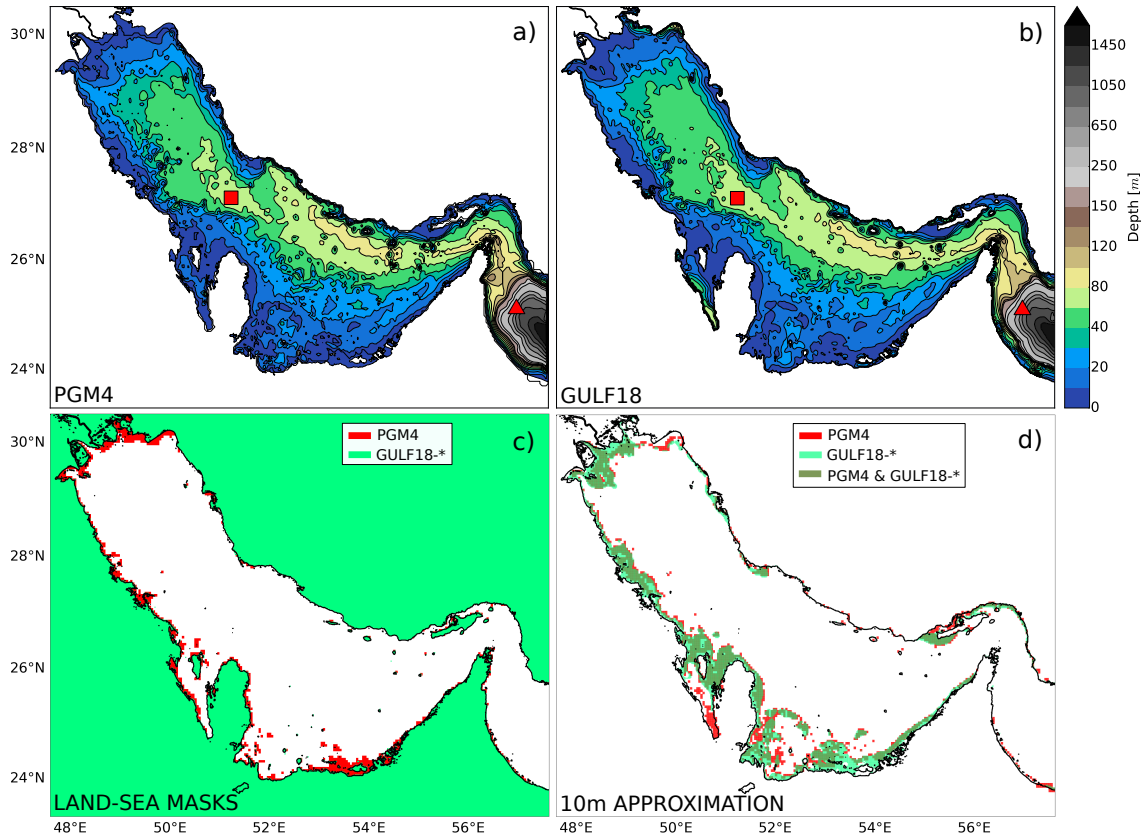 a)
b)
30°N
28°N
26°N
24°N
PGM4
GULF18
1450
1050
650
250
150
120
80
40
20
0
Depth [m]
c)
PGM4
GULF18-*
d)
PGM4
GULF18-*
PGM4 & GULF18-*
30°N
28°N
26°N
24°N
LAND-SEA MASKS
10m APPROXIMATION
48°E 50°E 52°E 54°E 56°E
48°E 50°E 52°E 54°E 56°E